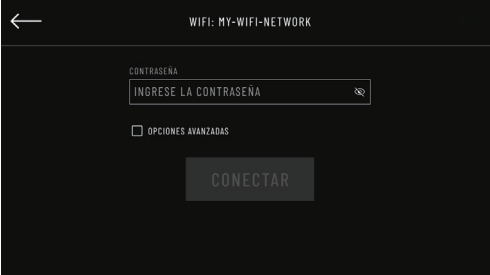 WIFI: MY-WIFI-NETWORK
CONTRASEÑA
INGRESE LA CONTRASEÑA
OPCIONES AVANZADAS
CONECTAR